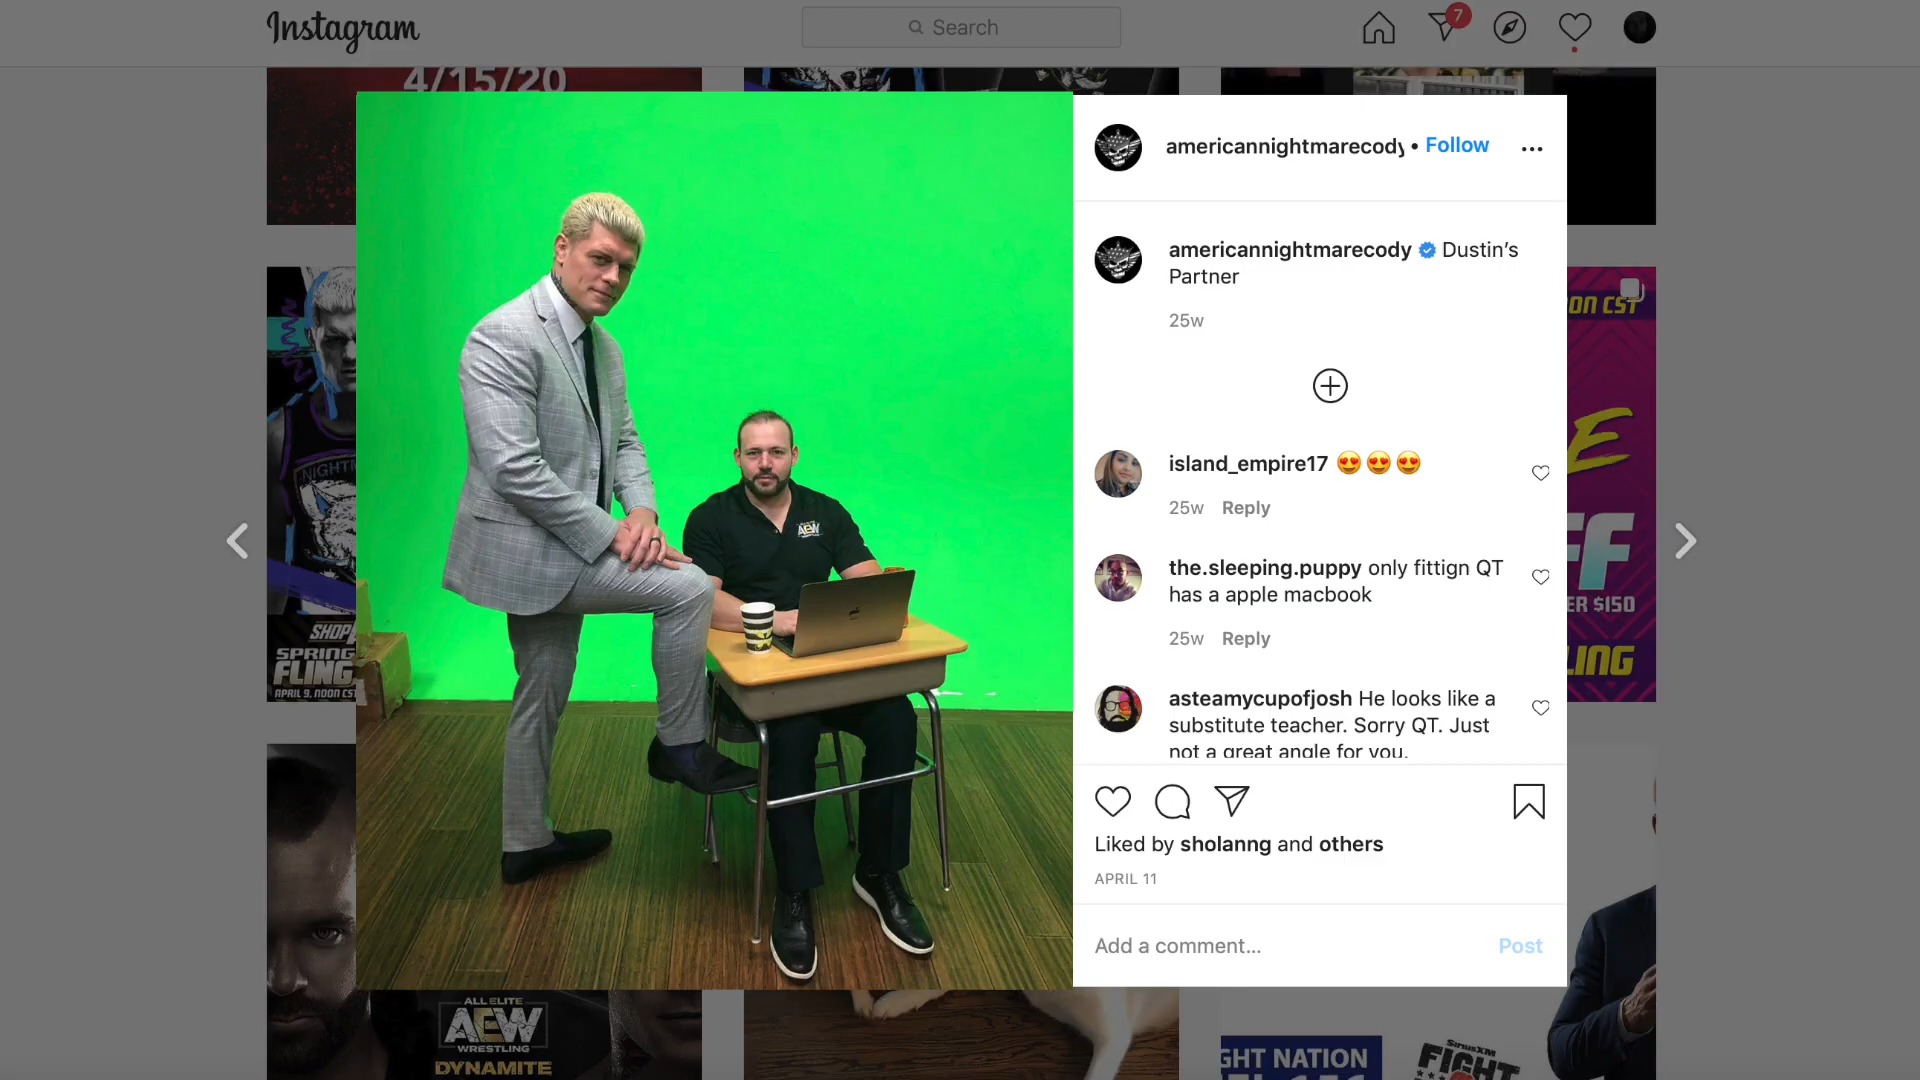 Instagram
Search
7
4/15/20
americannightmarecody • Follow
americannightmarecody Dustin’s
Partner
25w
island_empire17 😍😍😍
25w Reply
the.sleeping.puppy only fittign QT
has a apple macbook
25w Reply
asteamycupofjosh He looks like a
substitute teacher. Sorry QT. Just
not a great angle for you.
Liked by sholanng and others
APRIL 11
Add a comment...
Post
AEW
SPRING
FLING
APRIL 9, NOON CST
ON CST
ER $150
LING
ALL ELITE
AEW
WRESTLING
DYNAMITE
GHT NATION
SiriusXM
FIGHT